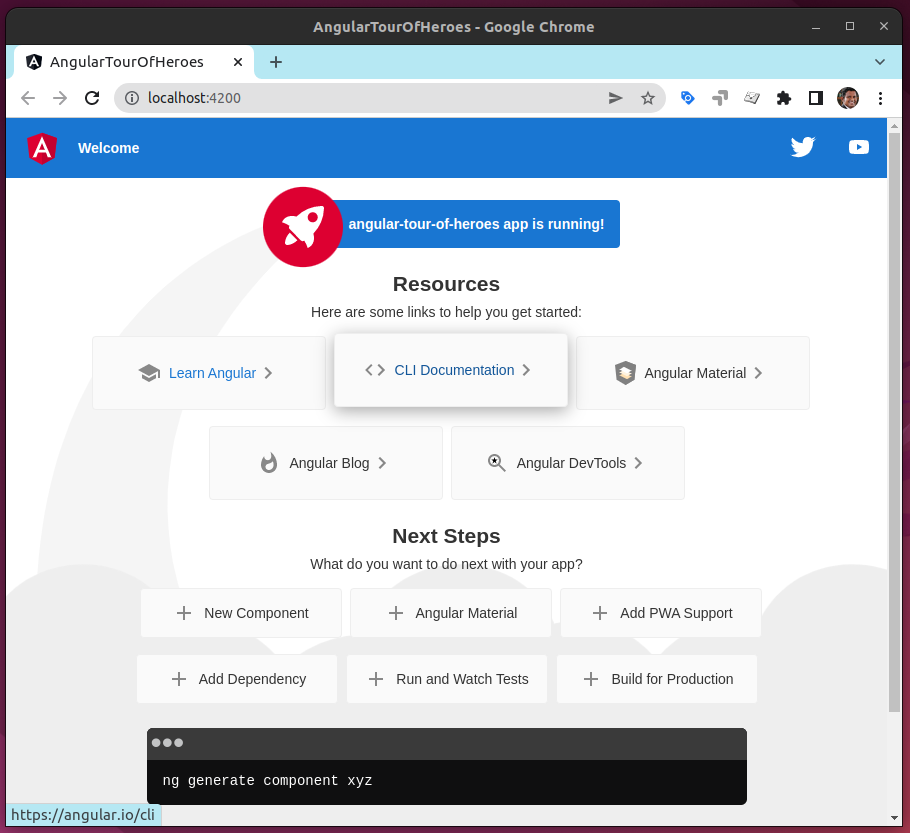 AngularTourOfHeroes - Google Chrome
AngularTourOfHeroes
localhost:4200
Welcome
angular-tour-of-heroes app is running!
Resources
Here are some links to help you get started:
Learn Angular
CLI Documentation
Angular Material
Angular Blog
Angular DevTools
Next Steps
What do you want to do next with your app?
New Component
Angular Material
Add PWA Support
Add Dependency
Run and Watch Tests
Build for Production
ng generate component xyz
https://angular.io/cli